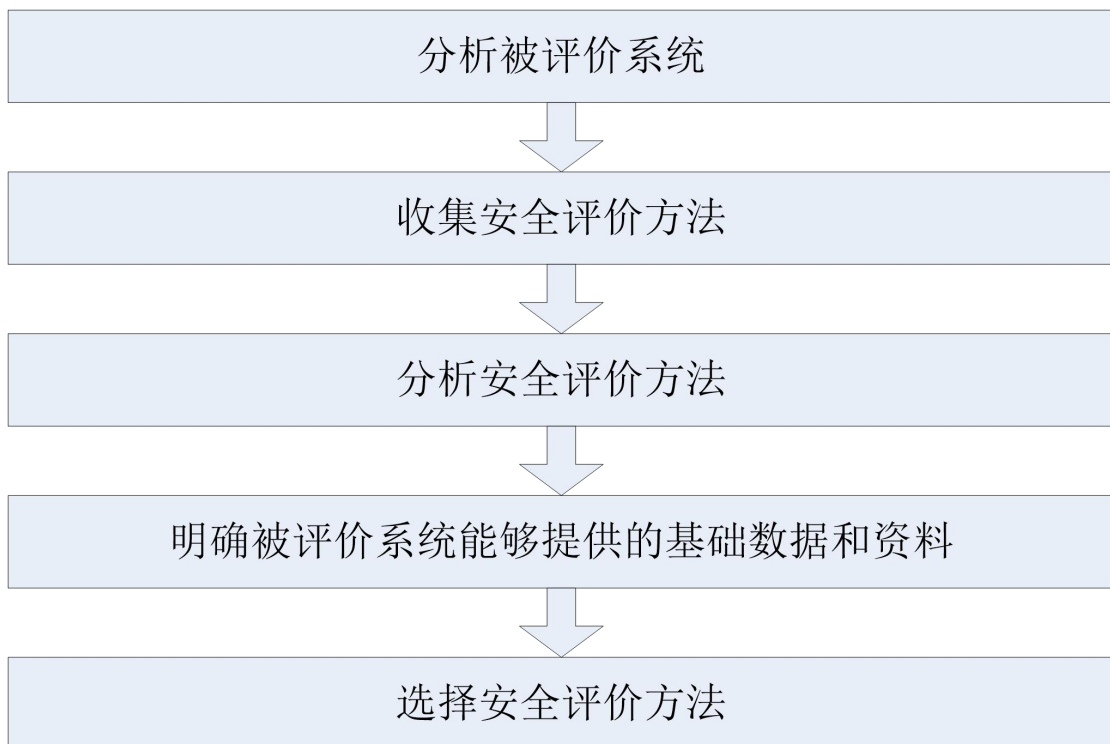 分析被评价系统
收集安全评价方法
分析安全评价方法
明确被评价系统能够提供的基础数据和资料
选择安全评价方法